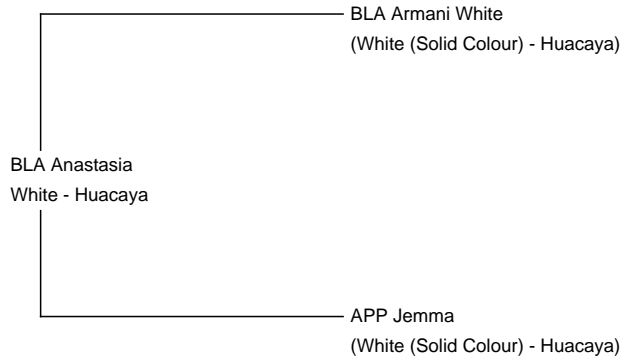 BLA Armani White
(White (Solid Colour) - Huacaya)
BLA Anastasia
White - Huacaya
APP Jemma
(White (Solid Colour) - Huacaya)